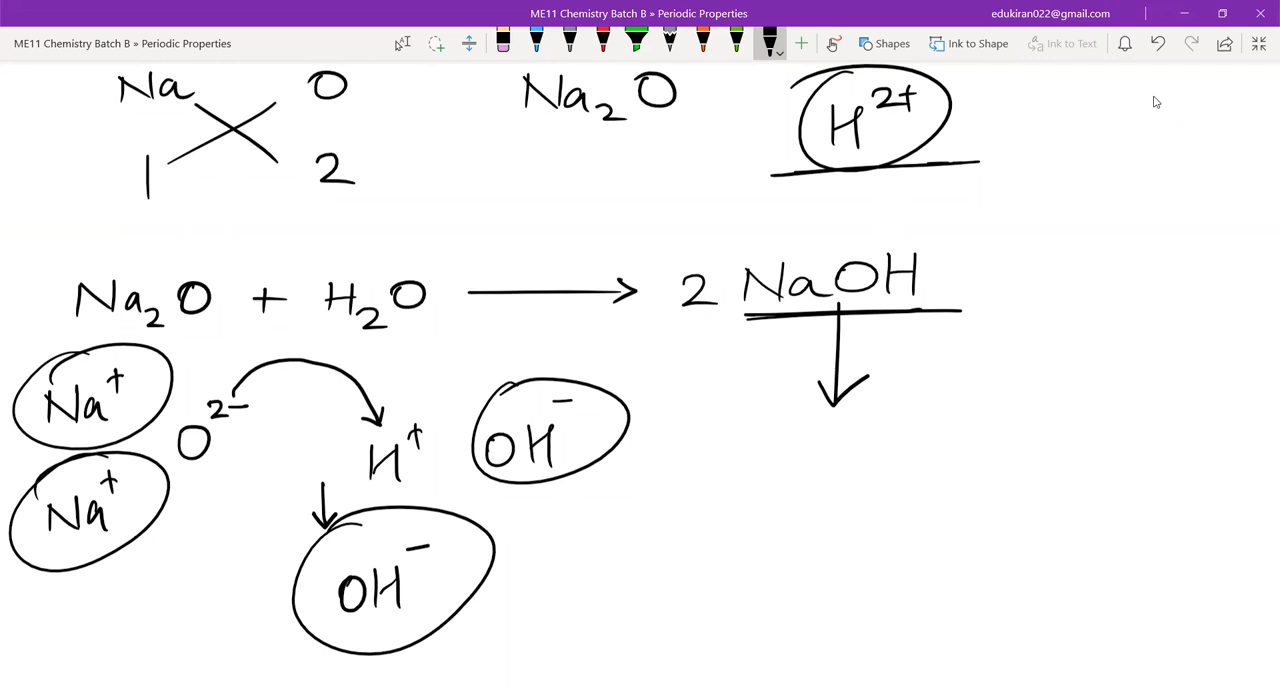 ME11 Chemistry Batch B » Periodic Properties
edukiran022@gmail.com
ME11 Chemistry Batch B » Periodic Properties
Shapes
Ink to Shape
Ink to Text
Na O Na₂O H²⁺
1 2
Na₂O + H₂O ⟶ 2 NaOH
Na⁺ O²⁻ H⁺ OH⁻
Na⁺
OH⁻